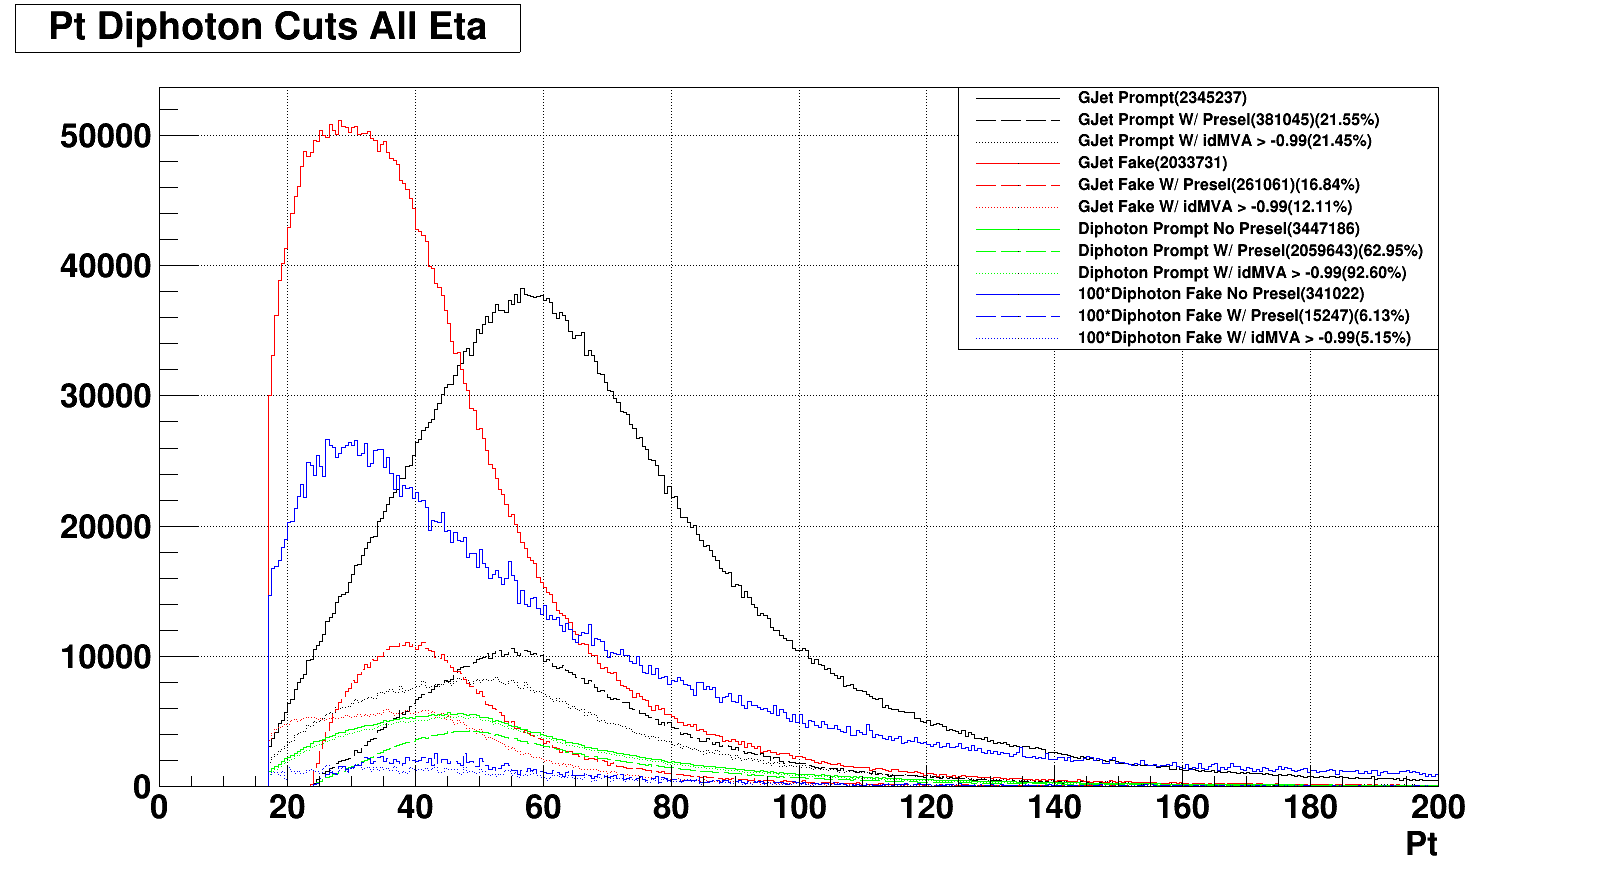 Pt Diphoton Cuts All Eta
GJet Prompt(2345237)
GJet Prompt W/ Presel(381045)(21.55%)
GJet Prompt W/ idMVA > -0.99(21.45%)
GJet Fake(2033731)
GJet Fake W/ Presel(261061)(16.84%)
GJet Fake W/ idMVA > -0.99(12.11%)
Diphoton Prompt No Presel(3447186)
Diphoton Prompt W/ Presel(2059643)(62.95%)
Diphoton Prompt W/ idMVA > -0.99(92.60%)
100*Diphoton Fake No Presel(341022)
100*Diphoton Fake W/ Presel(15247)(6.13%)
100*Diphoton Fake W/ idMVA > -0.99(5.15%)
50000
40000
30000
20000
10000
0
0 20 40 60 80 100 120 140 160 180 200
Pt